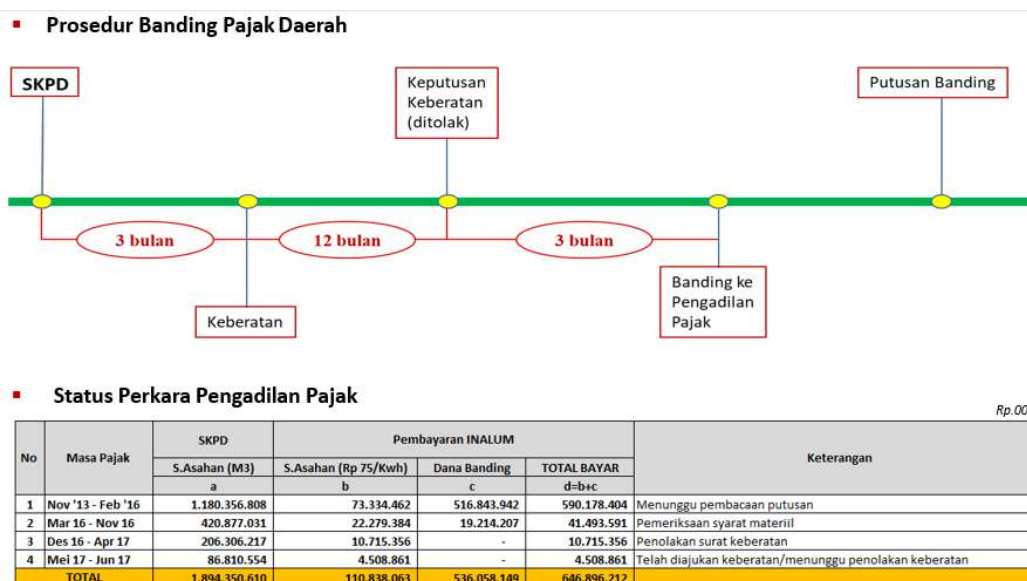 ▪ Prosedur Banding Pajak Daerah
SKPD
Keputusan
Keberatan
(ditolak)
Putusan Banding
3 bulan
12 bulan
3 bulan
Keberatan
Banding ke
Pengadilan
Pajak
▪ Status Perkara Pengadilan Pajak
Rp.00
No Masa Pajak SKPD Pembayaran INALUM Keterangan
S.Asahan (M3) S.Asahan (Rp 75/Kwh) Dana Banding TOTAL BAYAR
a b c d=b+c
1 Nov '13 - Feb '16 1.180.356.808 73.334.462 516.843.942 590.178.404 Menunggu pembacaan putusan
2 Mar 16 - Nov 16 420.877.031 22.279.384 19.214.207 41.493.591 Pemeriksaan syarat materiil
3 Des 16 - Apr 17 206.306.217 10.715.356 - 10.715.356 Penolakan surat keberatan
4 Mei 17 - Jun 17 86.810.554 4.508.861 - 4.508.861 Telah diajukan keberatan/menunggu penolakan keberatan
TOTAL 1.894.350.610 110.838.063 536.058.149 646.896.212